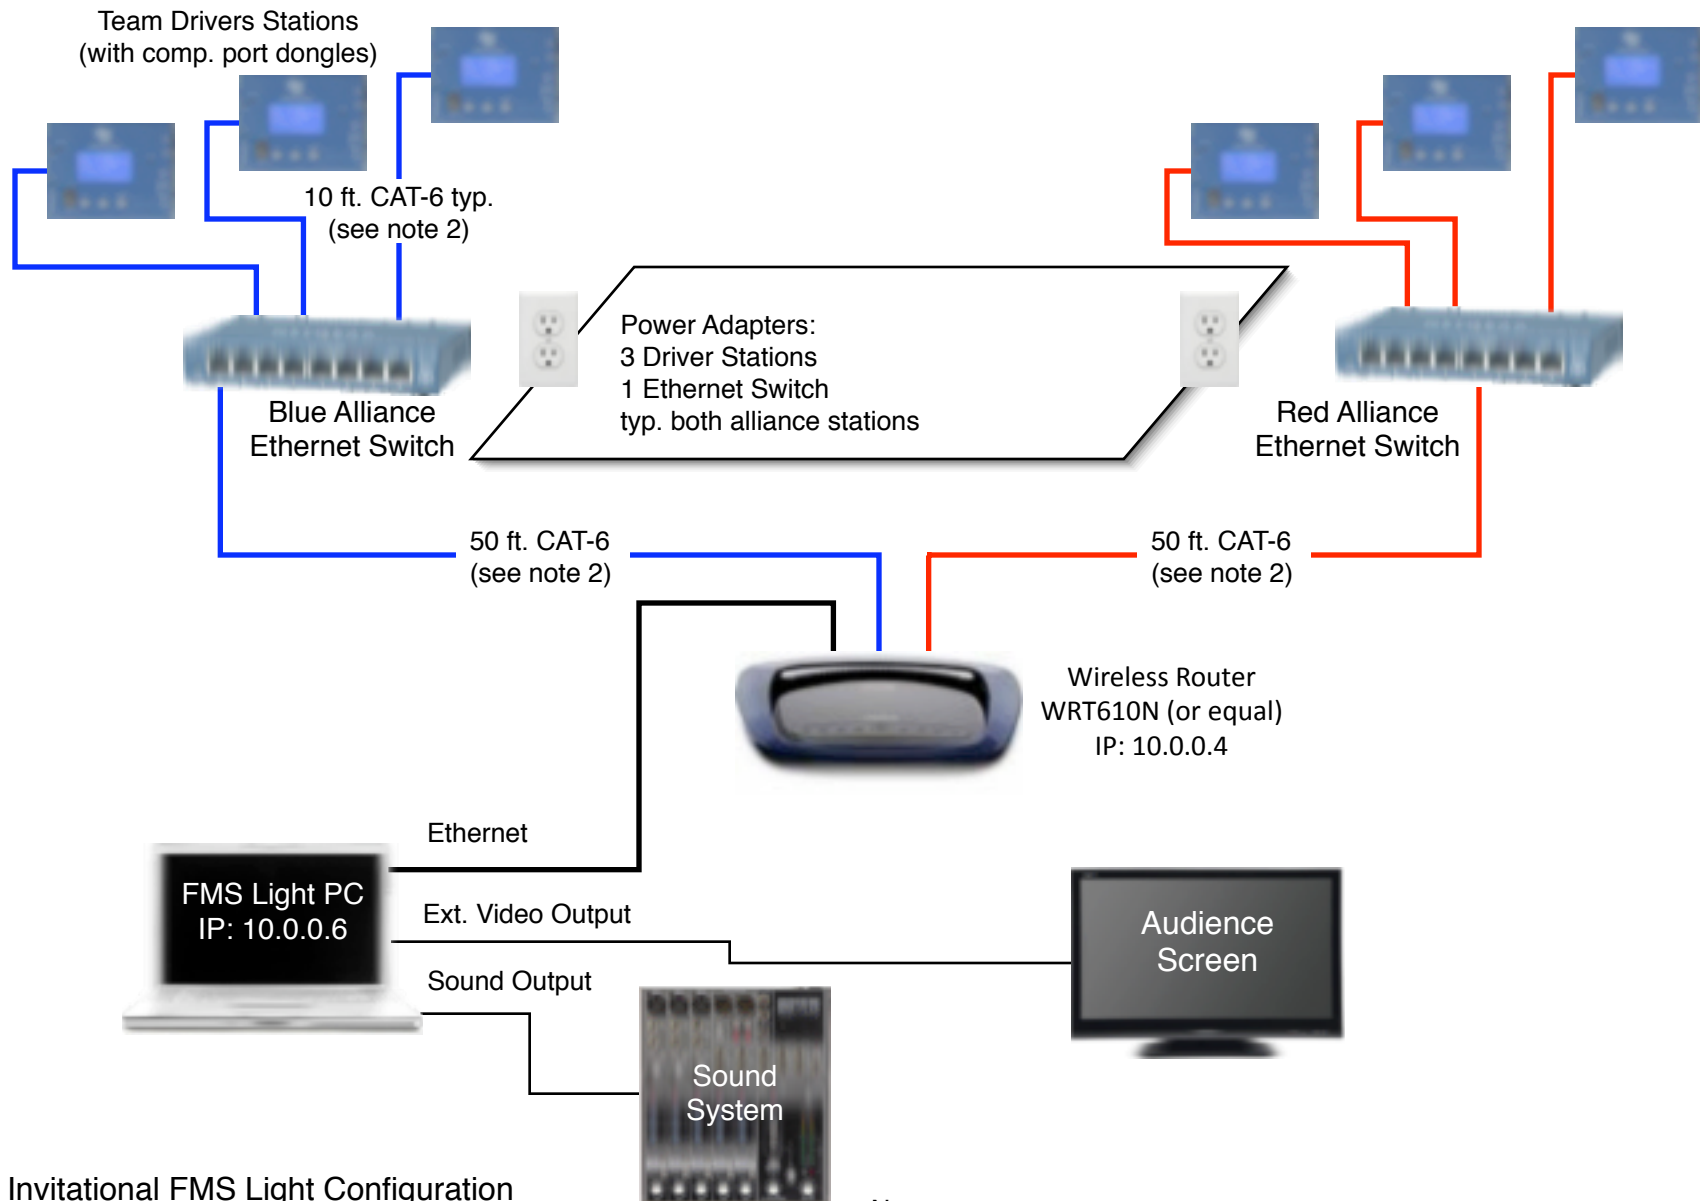 Team Drivers Stations
(with comp. port dongles)
10 ft. CAT-6 typ.
(see note 2)
Power Adapters:
3 Driver Stations
1 Ethernet Switch
typ. both alliance stations
Blue Alliance
Ethernet Switch
Red Alliance
Ethernet Switch
50 ft. CAT-6
(see note 2)
50 ft. CAT-6
(see note 2)
Wireless Router
WRT610N (or equal)
IP: 10.0.0.4
Ethernet
FMS Light PC
IP: 10.0.0.6
Ext. Video Output
Audience
Screen
Sound Output
Sound
System
Invitational FMS Light Configuration